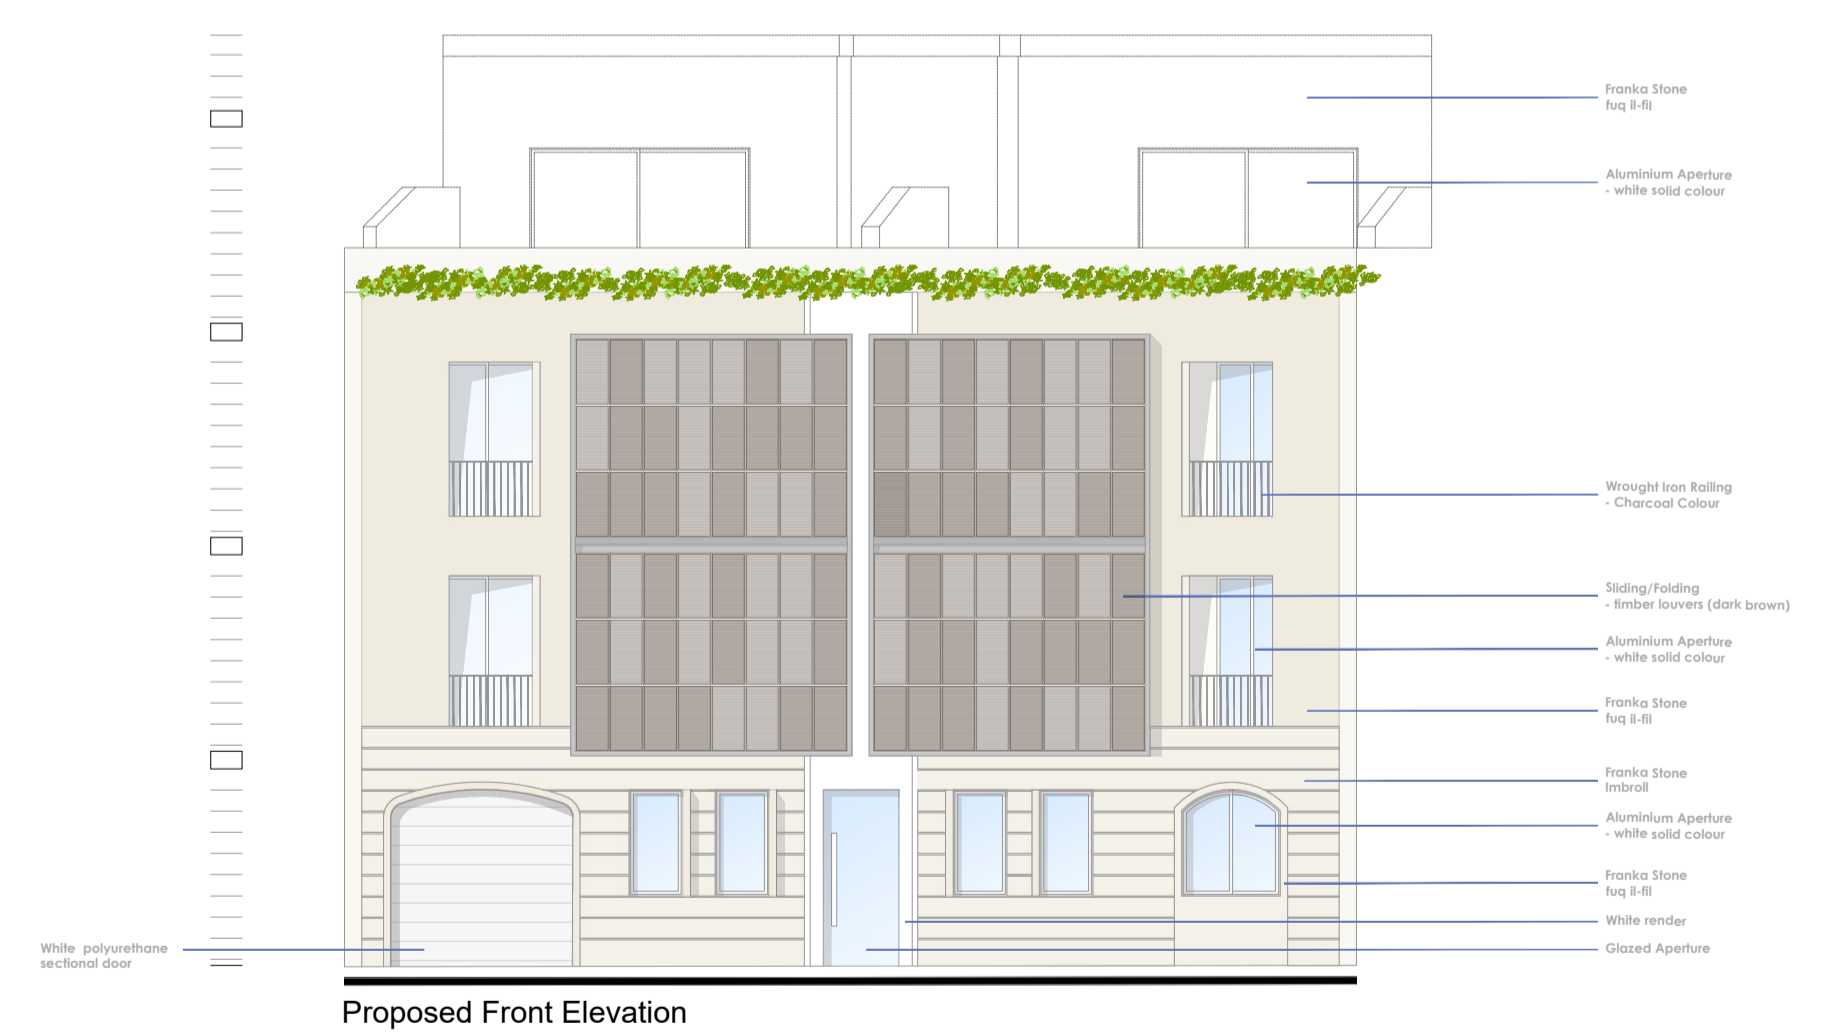 Franka Stone
fuq il-fil
Aluminium Aperture
- white solid colour
Wrought Iron Railing
- Charcoal Colour
Sliding/Folding
- timber louvers (dark brown)
Aluminium Aperture
- white solid colour
Franka Stone
fuq il-fil
Franka Stone
Imbroll
Aluminium Aperture
- white solid colour
Franka Stone
fuq il-fil
White render
Glazed Aperture
White polyurethane
sectional door
Proposed Front Elevation